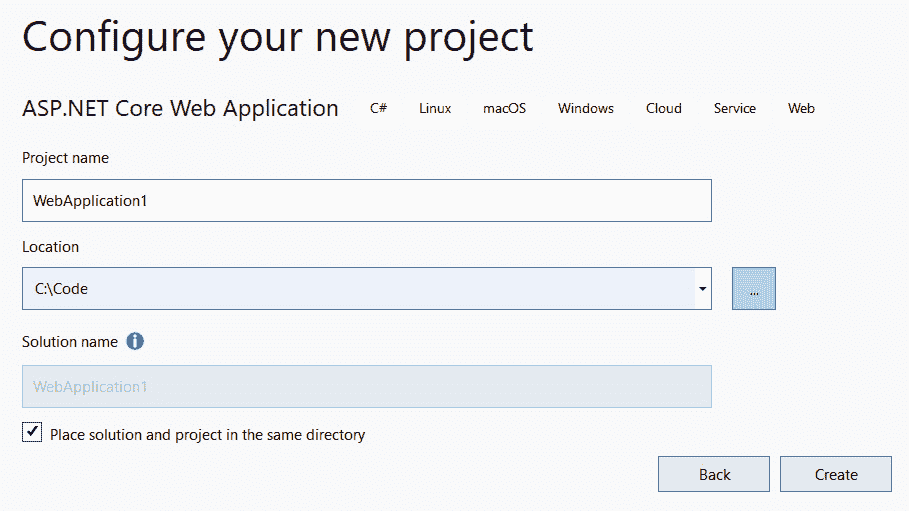 Configure your new project
ASP.NET Core Web Application C# Linux macOS Windows Cloud Service Web
Project name
WebApplication1
Location
C:\Code
...
Solution name
WebApplication1
Place solution and project in the same directory
Back Create